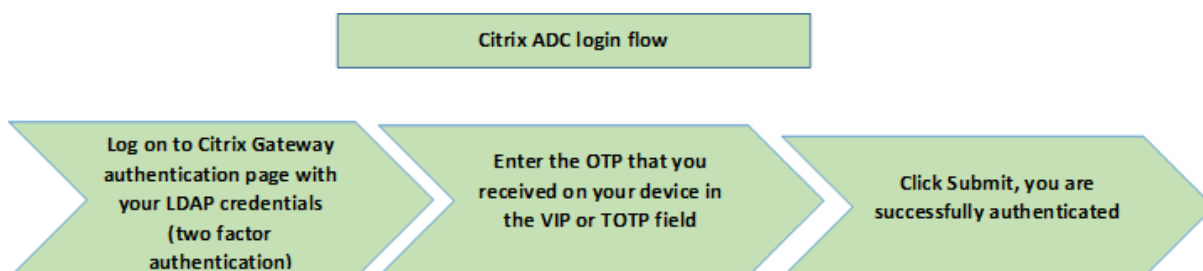 Citrix ADC login flow
Log on to Citrix Gateway
authentication page with
your LDAP credentials
(two factor
authentication)
Enter the OTP that you
received on your device in
the VIP or TOTP field
Click Submit, you are
successfully authenticated